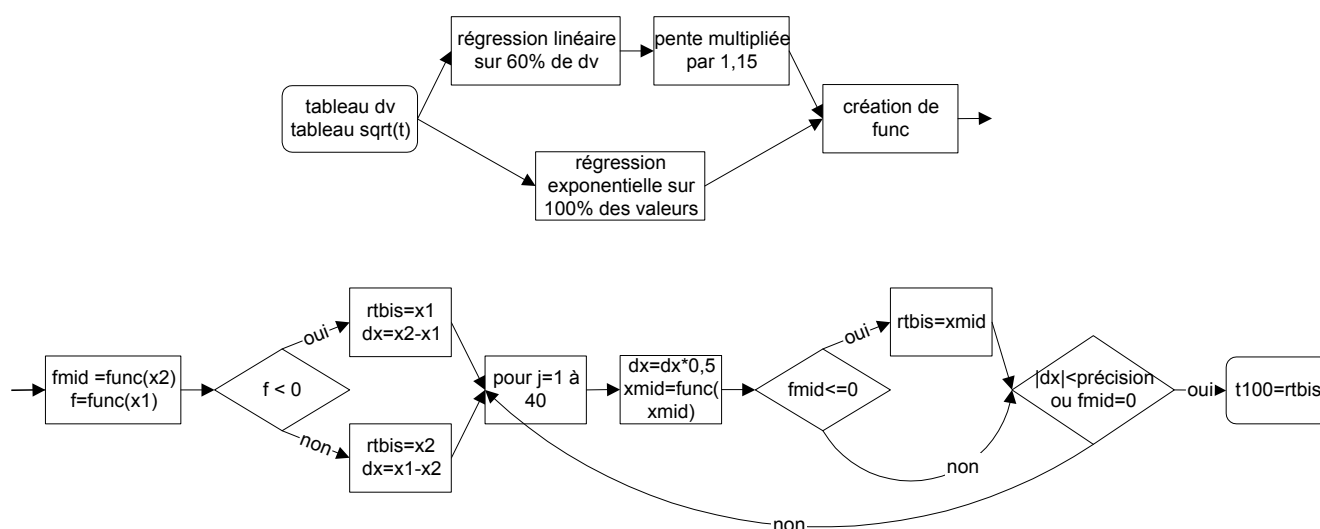 régression linéaire
sur 60% de dv
pente multipliée
par 1,15
tableau dv
tableau sqrt(t)
création de
func
régression
exponentielle sur
100% des valeurs
fmid =func(x2)
f=func(x1)
f < 0
oui
rtbis=x1
dx=x2-x1
non
rtbis=x2
dx=x1-x2
pour j=1 à
40
dx=dx*0,5
xmid=func(
xmid)
fmid<=0
oui
rtbis=xmid
non
|dx|<précision
ou fmid=0
oui
t100=rtbis
non